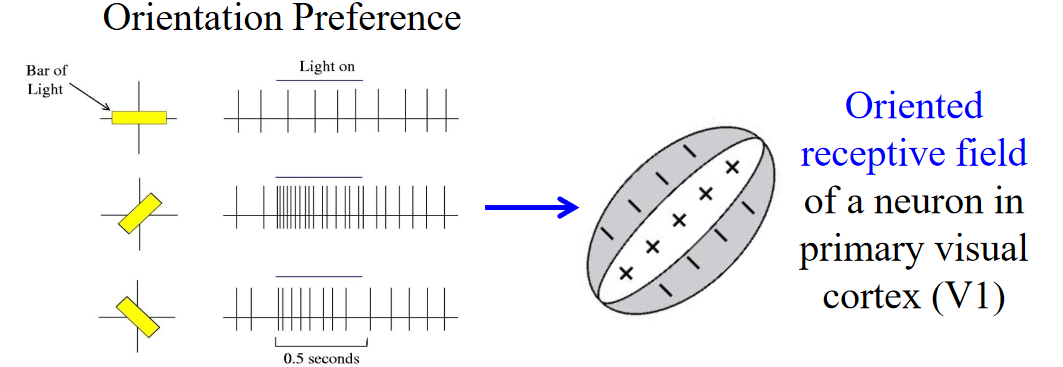 Orientation Preference
Bar of
Light
Light on
0.5 seconds
Oriented
receptive field
of a neuron in
primary visual
cortex (V1)